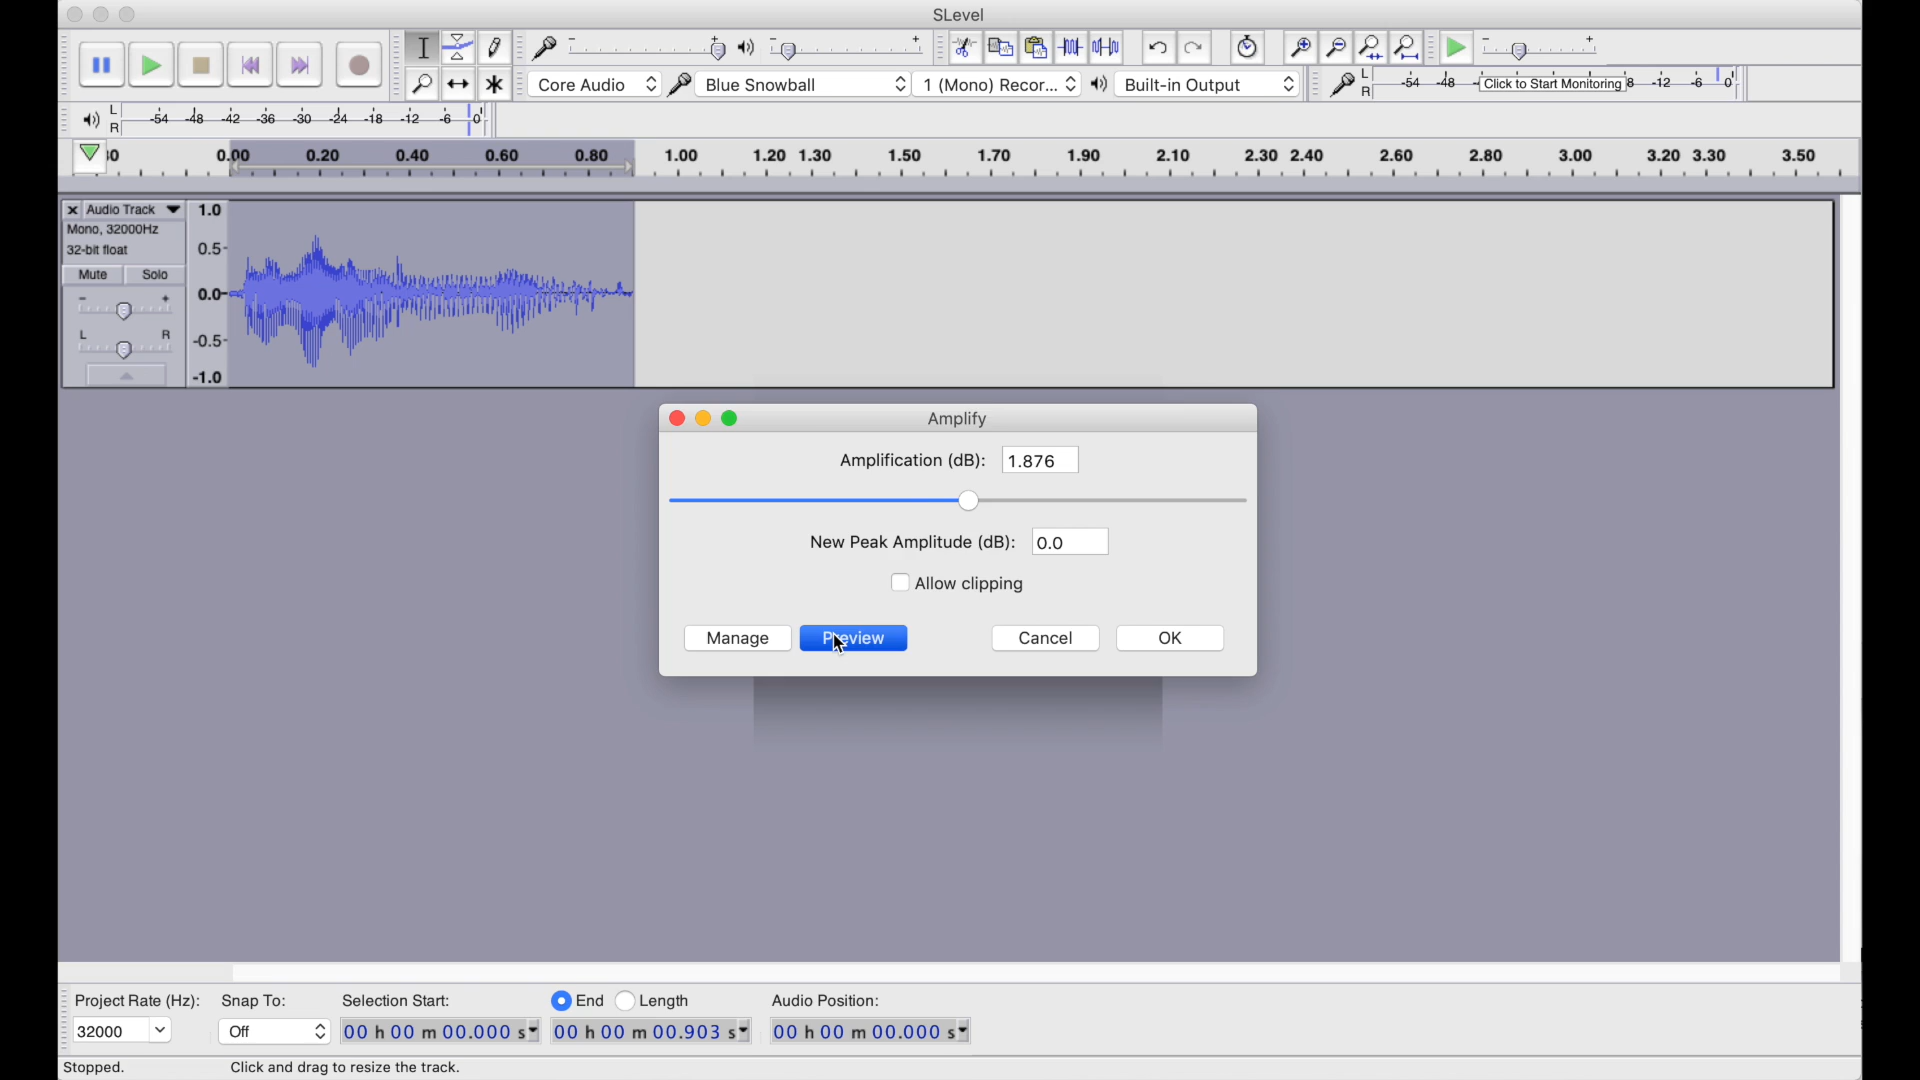 SLevel
Core Audio
Blue Snowball
1 (Mono) Recor...
Built-in Output
L
R
-54 -48 - Click to Start Monitoring 8 -12 -6 0
L
R
-54 -48 -42 -36 -30 -24 -18 -12 -6 0
0.00 0.20 0.40 0.60 0.80 1.00 1.20 1.30 1.50 1.70 1.90 2.10 2.30 2.40 2.60 2.80 3.00 3.20 3.30 3.50
x Audio Track
Mono, 32000Hz
32-bit float
Mute Solo
- +
L R
1.0
0.5-
0.0-
-0.5-
-1.0
Amplify
Amplification (dB): 1.876
New Peak Amplitude (dB): 0.0
Allow clipping
Manage Preview Cancel OK
Project Rate (Hz): Snap To: Selection Start: End Length Audio Position:
32000 Off 00 h 00 m 00.000 s 00 h 00 m 00.903 s 00 h 00 m 00.000 s
Stopped. Click and drag to resize the track.